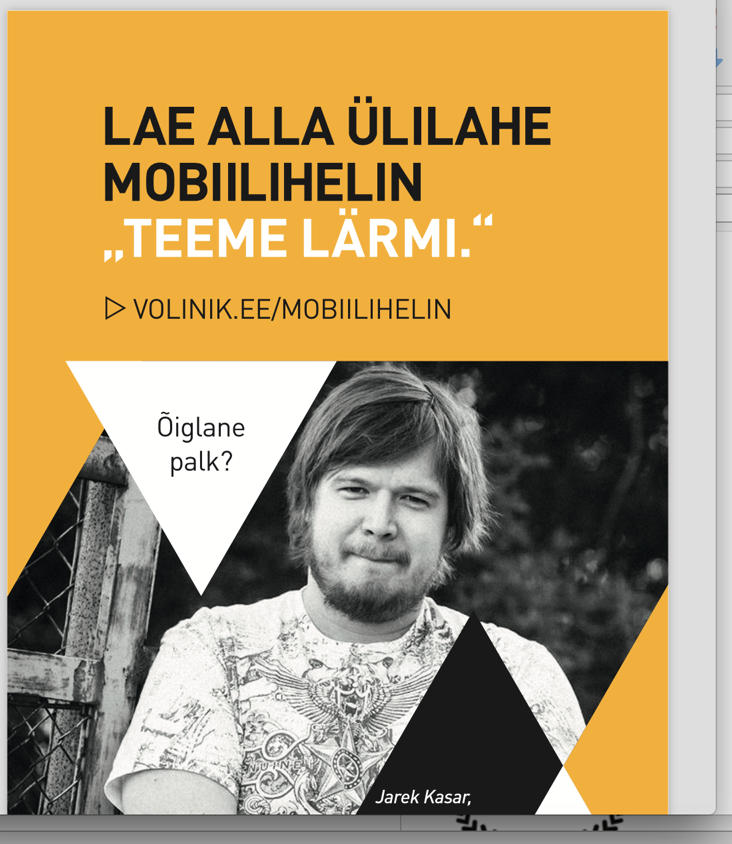 LAE ALLA ÜLILAHE
MOBIILIHELIN
„TEEME LÄRMI.“
VOLINIK.EE/MOBIILIHELIN
Õiglane
palk?
Jarek Kasar,